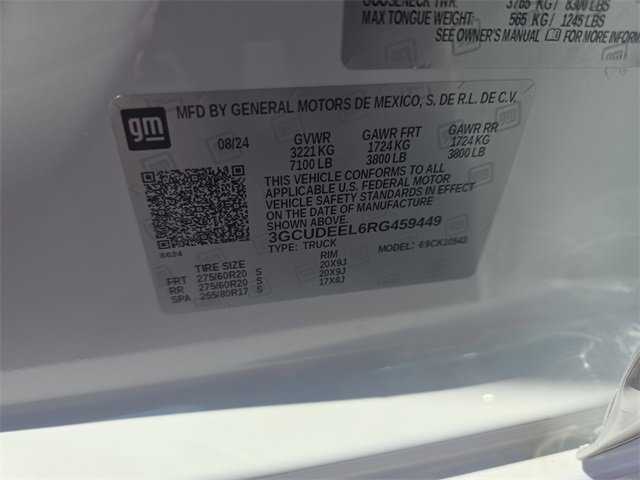 GOOSENECK TWR: 3765 KG / 8300 LBS
MAX TONGUE WEIGHT: 565 KG / 1245 LBS
SEE OWNER'S MANUAL FOR MORE INFORM
gm
MFD BY GENERAL MOTORS DE MEXICO, S. DE R.L. DE C.V.
08/24 GVWR GAWR FRT GAWR RR
3221 KG 1724 KG 1724 KG
7100 LB 3800 LB 3800 LB
THIS VEHICLE CONFORMS TO ALL
APPLICABLE U.S. FEDERAL MOTOR
VEHICLE SAFETY STANDARDS IN EFFECT
ON THE DATE OF MANUFACTURE
SHOWN ABOVE.
3GCUDEEL6RG459449
8624 TYPE: TRUCK MODEL: 69CK10543
TIRE SIZE RIM
FRT 275/60R20 S 20X9J
RR 275/60R20 S 20X9J
SPA 255/80R17 S 17X8J